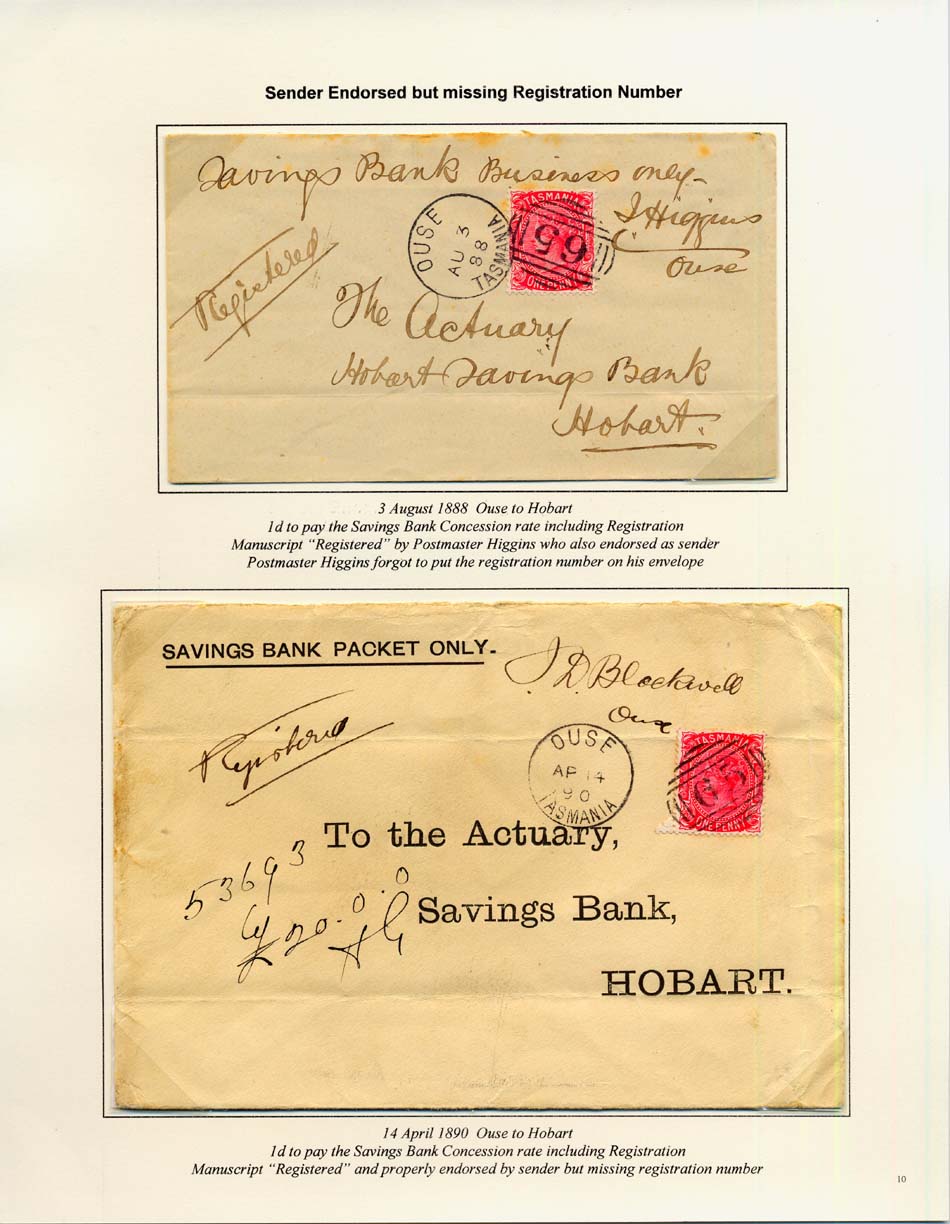 Sender Endorsed but missing Registration Number
Savings Bank Business only-
J Higgins
Ouse
OUSE
AU 3
88
TASMANIA
TASMANIA
65
ONE PENNY
Registered
The Actuary
Hobart Savings Bank
Hobart.
3 August 1888 Ouse to Hobart
1d to pay the Savings Bank Concession rate including Registration
Manuscript “Registered” by Postmaster Higgins who also endorsed as sender
Postmaster Higgins forgot to put the registration number on his envelope
SAVINGS BANK PACKET ONLY.
J. D. Blackwell
Ouse
Registered
OUSE
AP 14
90
TASMANIA
TASMANIA
65
ONE PENNY
To the Actuary,
53693
20.0.0
Savings Bank,
HOBART.
14 April 1890 Ouse to Hobart
1d to pay the Savings Bank Concession rate including Registration
Manuscript “Registered” and properly endorsed by sender but missing registration number
10